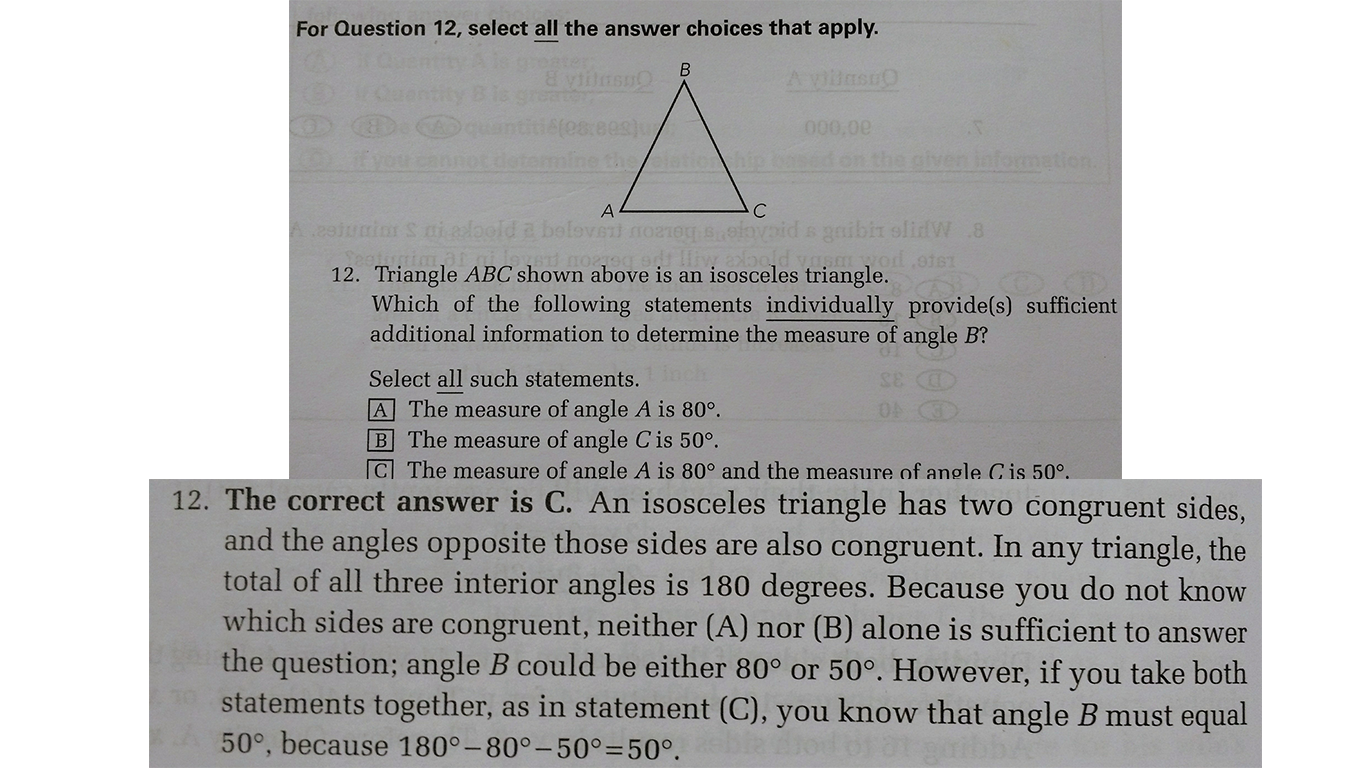 For Question 12, select all the answer choices that apply.
B
A
C
12. Triangle ABC shown above is an isosceles triangle.
Which of the following statements individually provide(s) sufficient
additional information to determine the measure of angle B?
Select all such statements.
A The measure of angle A is 80°.
B The measure of angle C is 50°.
C The measure of angle A is 80° and the measure of angle C is 50°.
12. The correct answer is C. An isosceles triangle has two congruent sides,
and the angles opposite those sides are also congruent. In any triangle, the
total of all three interior angles is 180 degrees. Because you do not know
which sides are congruent, neither (A) nor (B) alone is sufficient to answer
the question; angle B could be either 80° or 50°. However, if you take both
statements together, as in statement (C), you know that angle B must equal
50°, because 180°–80°–50°=50°.